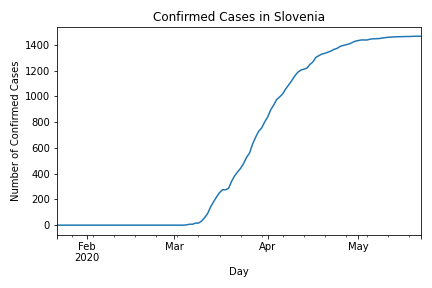 Confirmed Cases in Slovenia
Number of Confirmed Cases
1400
1200
1000
800
600
400
200
0
Feb
2020
Mar
Apr
May
Day